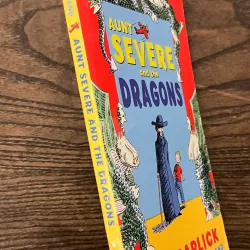 AUNT
SEVERE
and the
DRAGONS
AUNT SEVERE AND THE DRAGONS